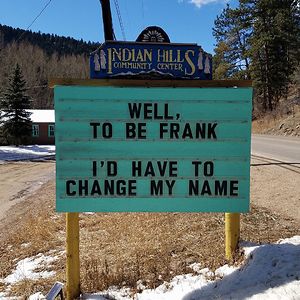 INDIAN HILLS
COMMUNITY CENTER
WELL,
TO BE FRANK
I'D HAVE TO
CHANGE MY NAME